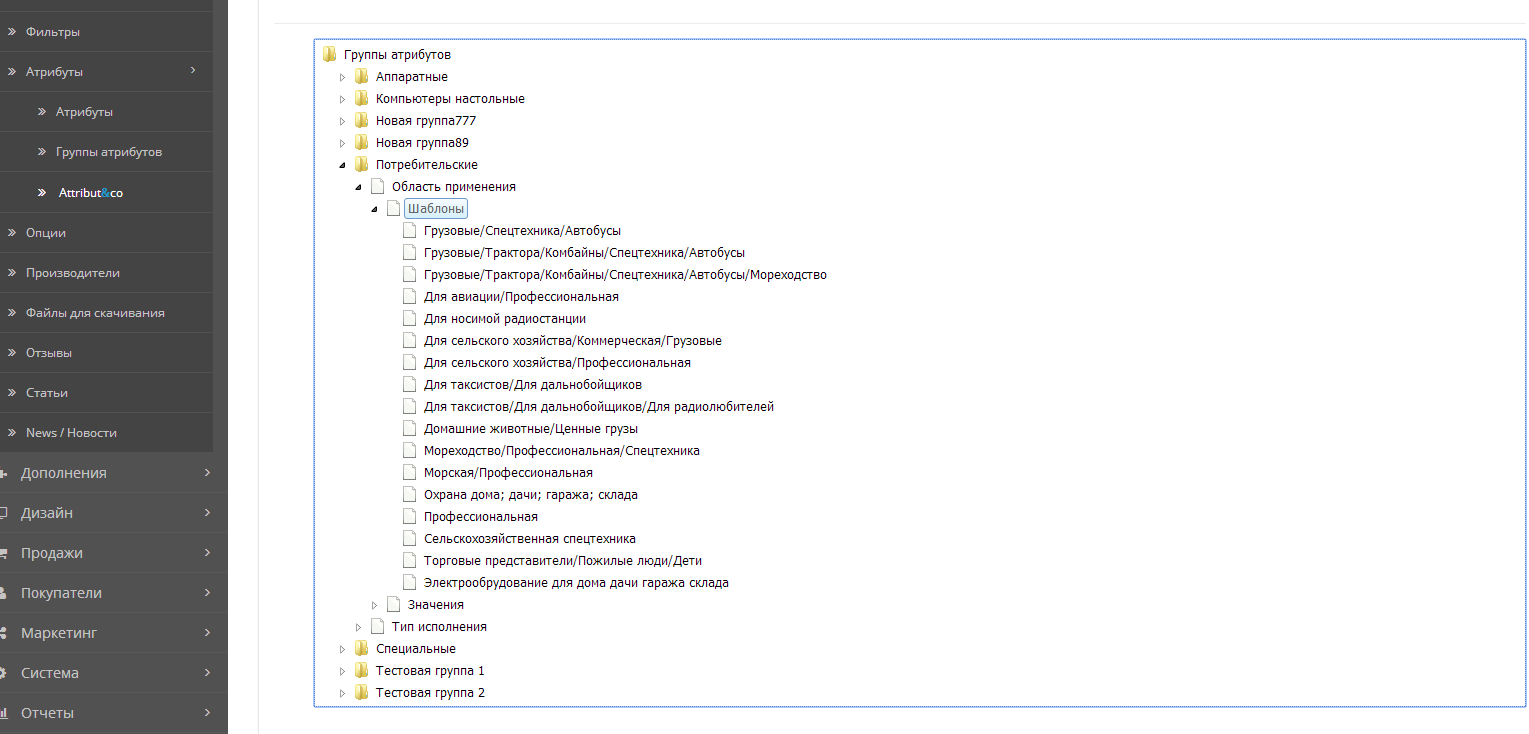 Фильтры
Атрибуты
Атрибуты
Группы атрибутов
Attribut&co
Опции
Производители
Файлы для скачивания
Отзывы
Статьи
News / Новости
Дополнения
Дизайн
Продажи
Покупатели
Маркетинг
Система
Отчеты
Группы атрибутов
Аппаратные
Компьютеры настольные
Новая группа777
Новая группа89
Потребительские
Область применения
Шаблоны
Грузовые/Спецтехника/Автобусы
Грузовые/Трактора/Комбайны/Спецтехника/Автобусы
Грузовые/Трактора/Комбайны/Спецтехника/Автобусы/Мореходство
Для авиации/Профессиональная
Для носимой радиостанции
Для сельского хозяйства/Коммерческая/Грузовые
Для сельского хозяйства/Профессиональная
Для таксистов/Для дальнобойщиков
Для таксистов/Для дальнобойщиков/Для радиолюбителей
Домашние животные/Ценные грузы
Мореходство/Профессиональная/Спецтехника
Морская/Профессиональная
Охрана дома; дачи; гаража; склада
Профессиональная
Сельскохозяйственная спецтехника
Торговые представители/Пожилые люди/Дети
Электрообрудование для дома дачи гаража склада
Значения
Тип исполнения
Специальные
Тестовая группа 1
Тестовая группа 2